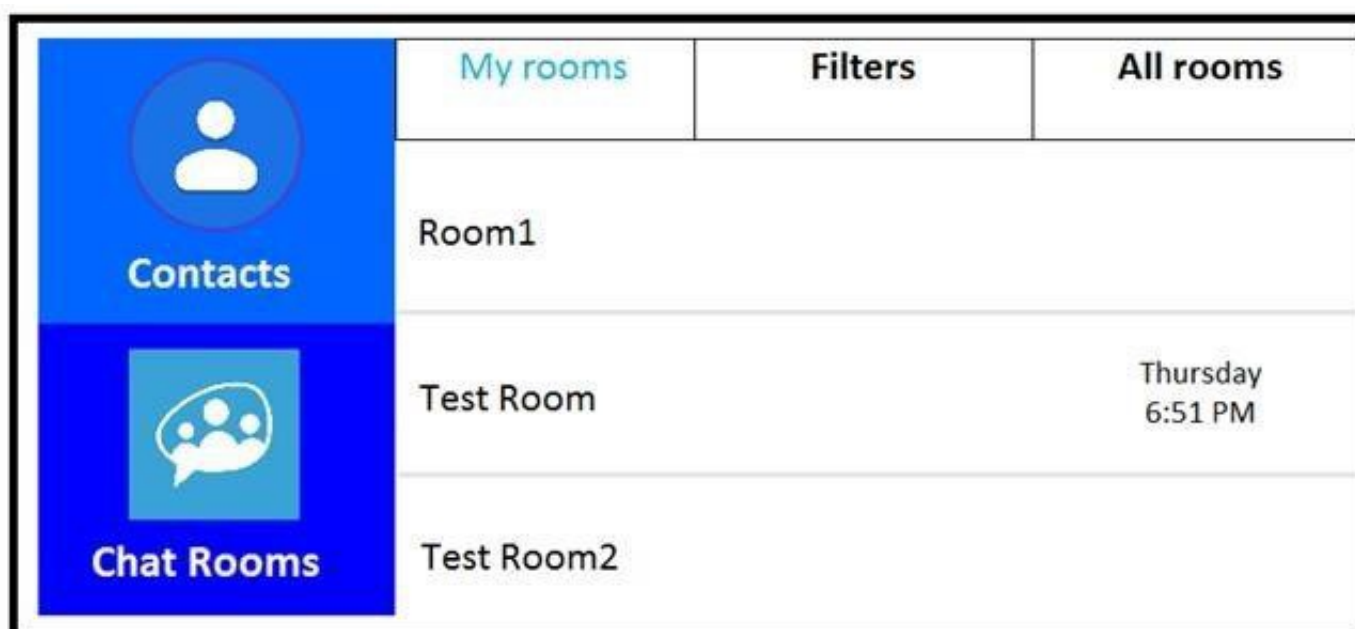 My rooms
Filters
All rooms
Contacts
Room1
Test Room
Thursday
6:51 PM
Chat Rooms
Test Room2